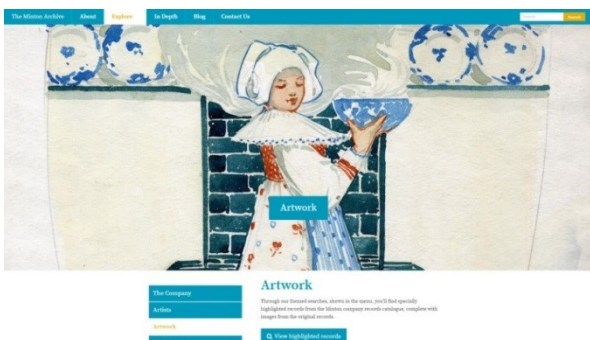 The Minton Archive About Explore In Depth Blog Contact Us Search
Artwork
Artwork
The Company
Through our themed searches, shown in the menu, you'll find specially
highlighted records from the Minton company records catalogue, complete with
images from the original records.
Artists
Artwork
View highlighted records